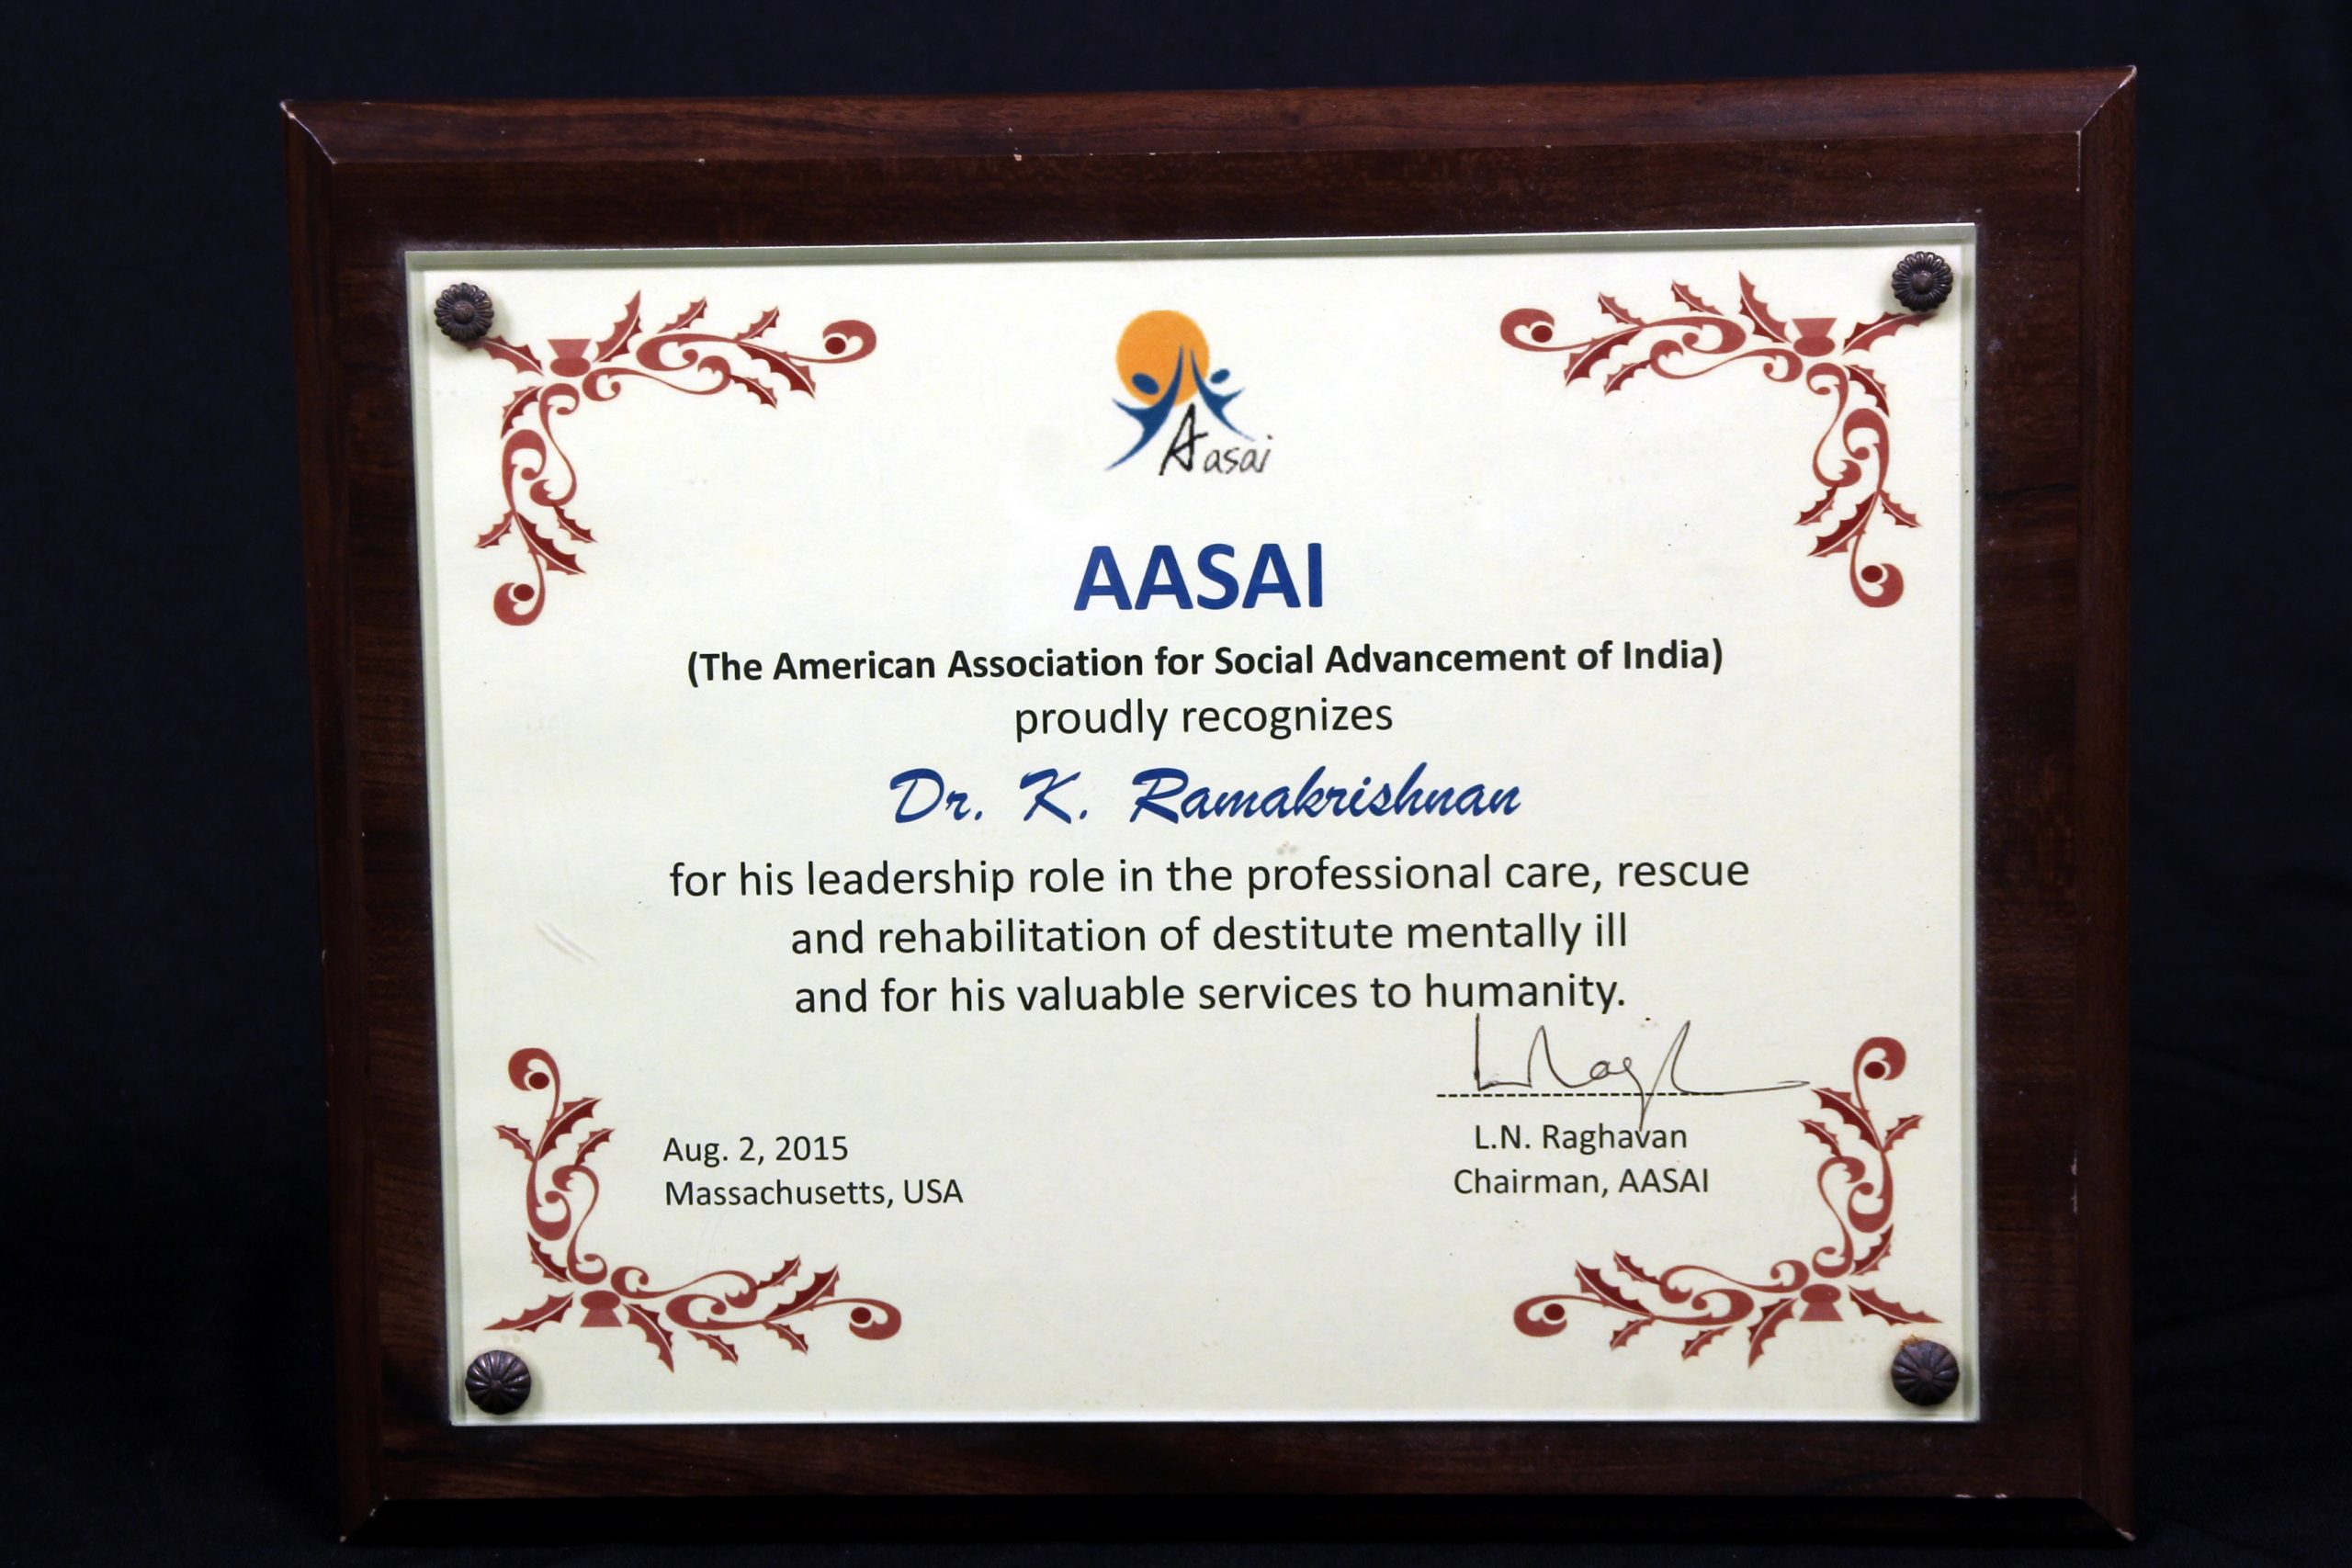 Aasai
AASAI
(The American Association for Social Advancement of India)
proudly recognizes
Dr. K. Ramakrishnan
for his leadership role in the professional care, rescue
and rehabilitation of destitute mentally ill
and for his valuable services to humanity.
Aug. 2, 2015
Massachusetts, USA
L.N. Raghavan
Chairman, AASAI